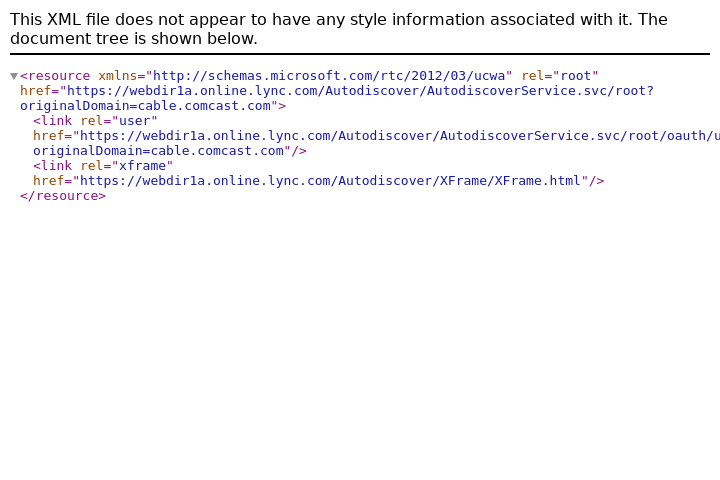 This XML file does not appear to have any style information associated with it. The
document tree is shown below.
<resource xmlns="http://schemas.microsoft.com/rtc/2012/03/ucwa" rel="root"
href="https://webdir1a.online.lync.com/Autodiscover/AutodiscoverService.svc/root?
originalDomain=cable.comcast.com">
<link rel="user"
href="https://webdir1a.online.lync.com/Autodiscover/AutodiscoverService.svc/root/oauth/u
originalDomain=cable.comcast.com"/>
<link rel="xframe"
href="https://webdir1a.online.lync.com/Autodiscover/XFrame/XFrame.html"/>
</resource>